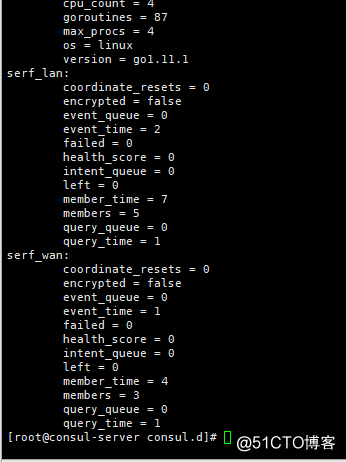 cpu_count = 4
goroutines = 87
max_procs = 4
os = linux
version = go1.11.1
serf_lan:
coordinate_resets = 0
encrypted = false
event_queue = 0
event_time = 2
failed = 0
health_score = 0
intent_queue = 0
left = 0
member_time = 7
members = 5
query_queue = 0
query_time = 1
serf_wan:
coordinate_resets = 0
encrypted = false
event_queue = 0
event_time = 1
failed = 0
health_score = 0
intent_queue = 0
left = 0
member_time = 4
members = 3
query_queue = 0
query_time = 1
[root@consul-server consul.d]#
@51CTO博客